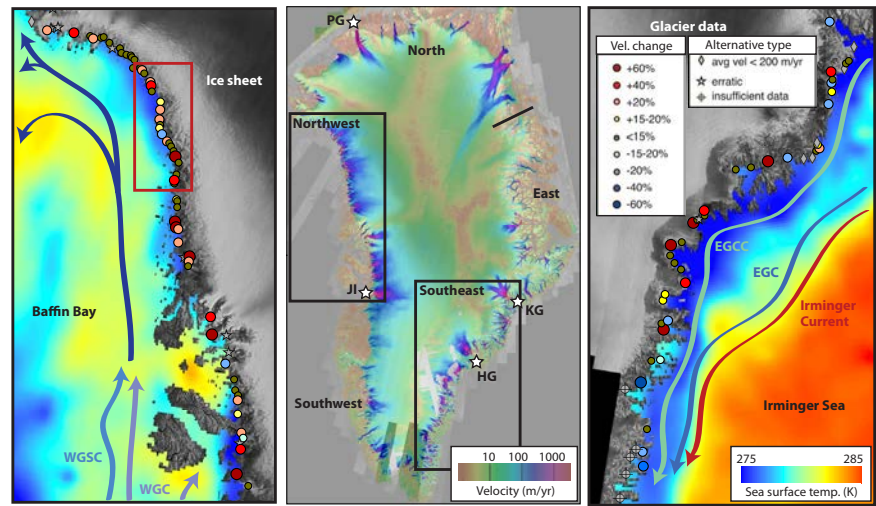 Ice sheet
Baffin Bay
WGSC
WGC
PG
North
Northwest
East
JI
Southeast
KG
HG
Southwest
10 100 1000
Velocity (m/yr)
Glacier data
Vel. change
+60%
+40%
+20%
+15-20%
<15%
-15-20%
-20%
-40%
-60%
Alternative type
avg vel < 200 m/yr
erratic
insufficient data
EGCC
EGC
Irminger
Current
Irminger Sea
275 285
Sea surface temp. (K)